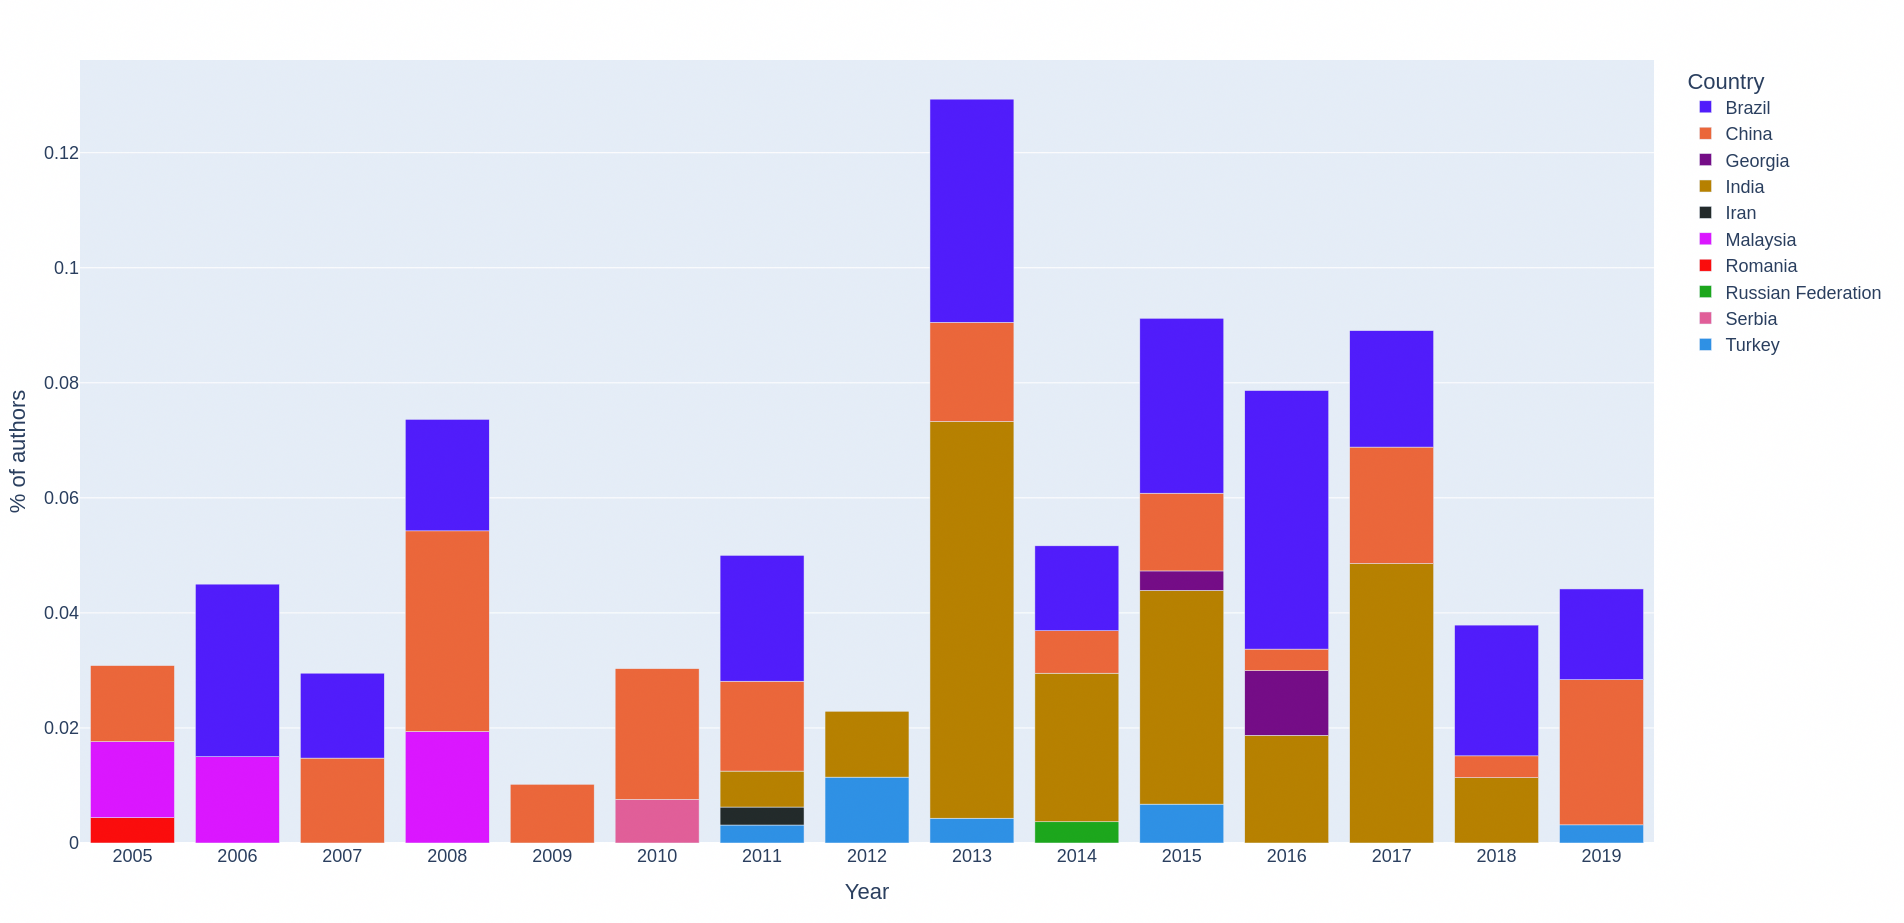 Country
Brazil
China
Georgia
India
Iran
Malaysia
Romania
Russian Federation
Serbia
Turkey
% of authors
0.12
0.1
0.08
0.06
0.04
0.02
0
2005 2006 2007 2008 2009 2010 2011 2012 2013 2014 2015 2016 2017 2018 2019
Year